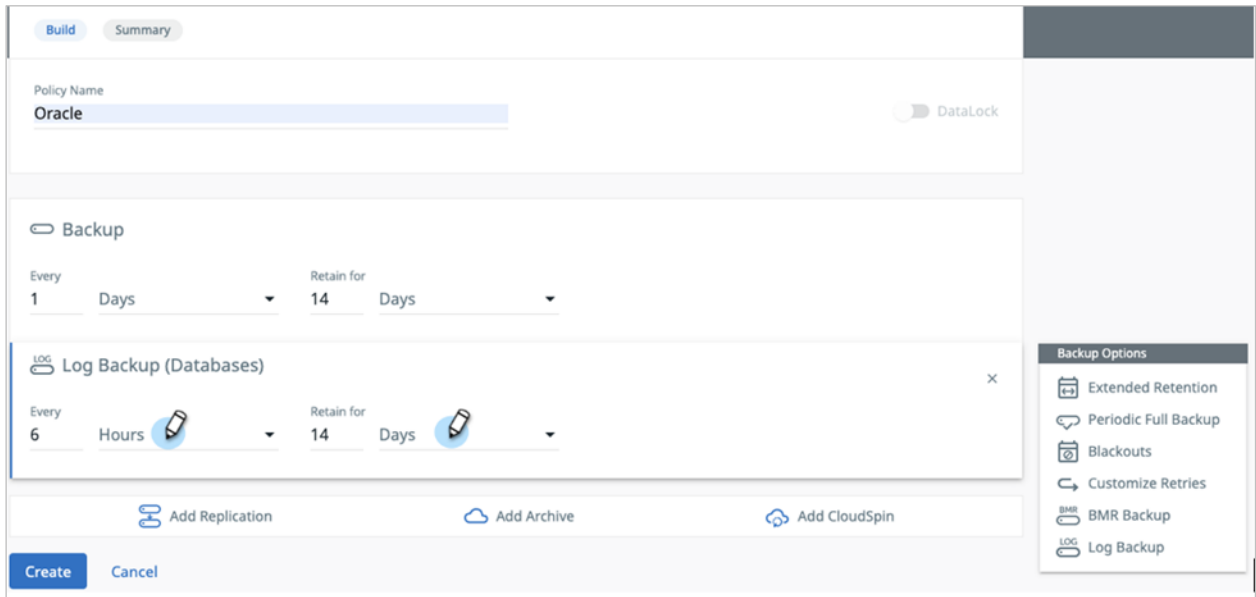 Build Summary
Policy Name
Oracle
DataLock
Backup
Every Retain for
1 Days 14 Days
LOG Log Backup (Databases)
Every Retain for
6 Hours 14 Days
Backup Options
Extended Retention
Periodic Full Backup
Blackouts
Customize Retries
BMR BMR Backup
LOG Log Backup
Add Replication Add Archive Add CloudSpin
Create Cancel